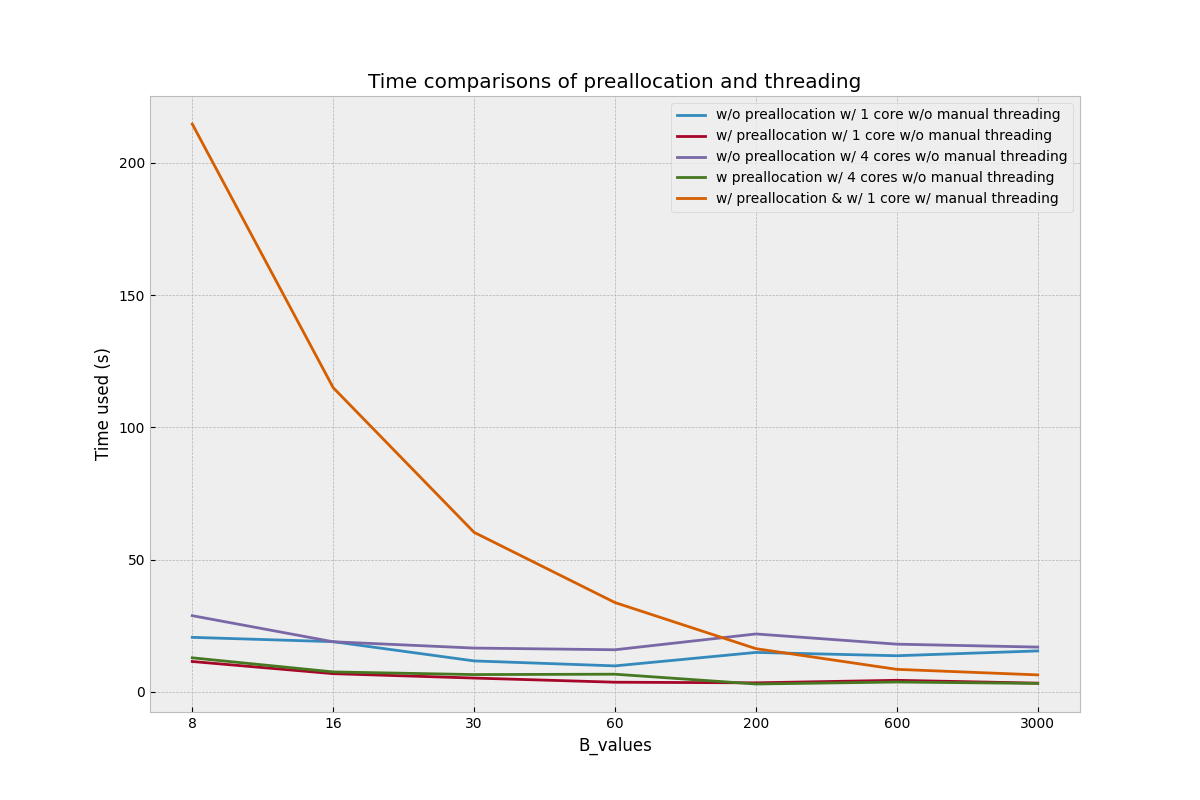 Time comparisons of preallocation and threading
w/o preallocation w/ 1 core w/o manual threading
w/ preallocation w/ 1 core w/o manual threading
w/o preallocation w/ 4 cores w/o manual threading
w preallocation w/ 4 cores w/o manual threading
w/ preallocation & w/ 1 core w/ manual threading
200
150
100
50
0
Time used (s)
8 16 30 60 200 600 3000
B_values